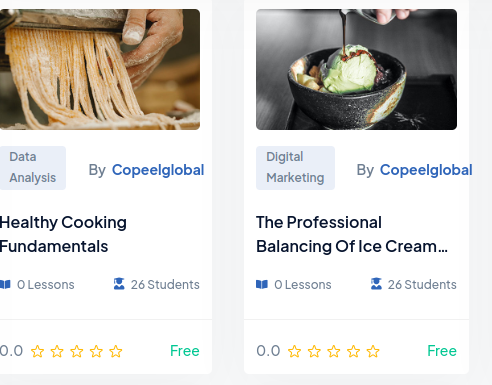 Data
Analysis
By Copeelglobal
Healthy Cooking
Fundamentals
0 Lessons
26 Students
0.0
Free
Digital
Marketing
By Copeelglobal
The Professional
Balancing Of Ice Cream...
0 Lessons
26 Students
0.0
Free